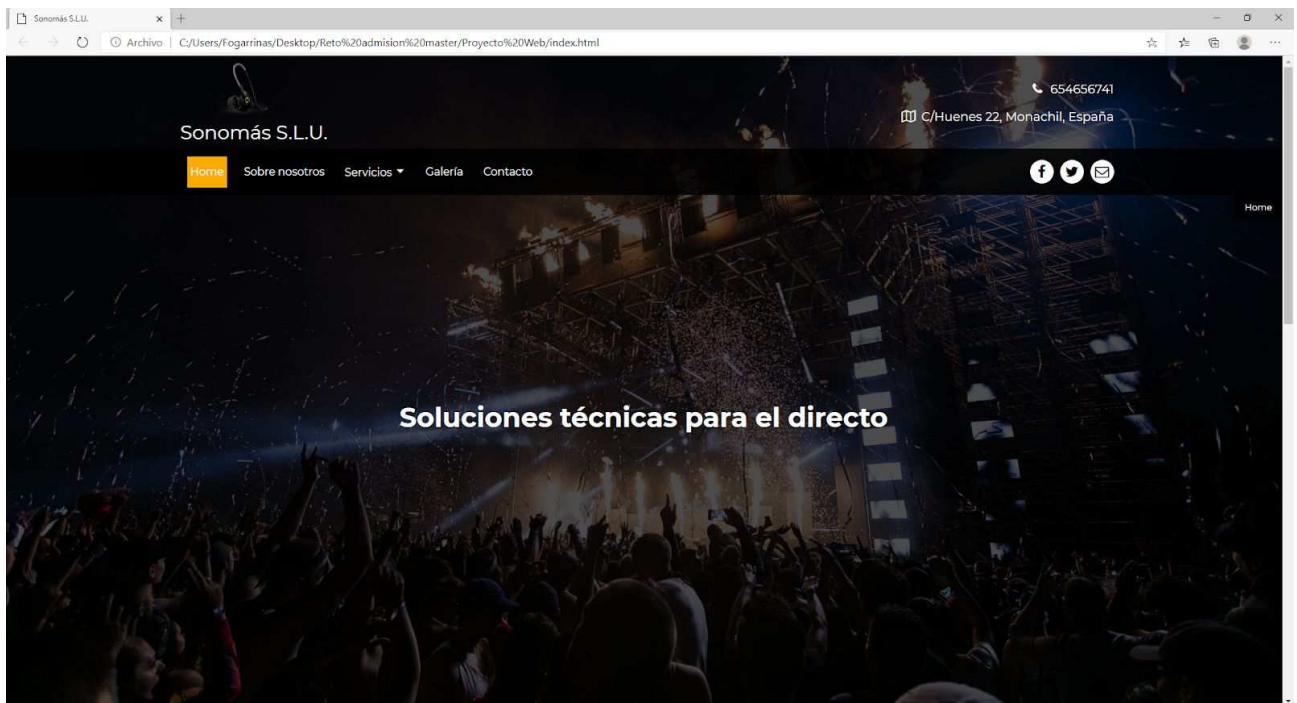 Sonomás S.L.U.
Archivo
C:/Users/Fogarrinas/Desktop/Reto%20admision%20master/Proyecto%20Web/index.html
654656741
C/Huenes 22, Monachil, España
Sonomás S.L.U.
Home Sobre nosotros Servicios Galería Contacto
Home
Soluciones técnicas para el directo